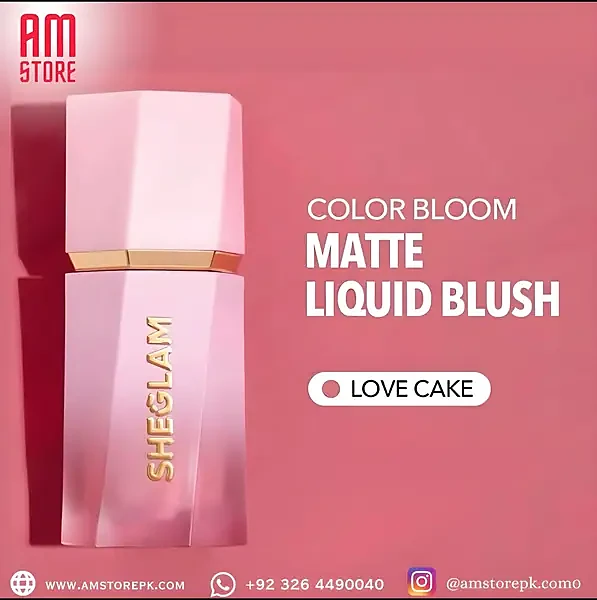 AM
STORE
COLOR BLOOM
MATTE
LIQUID BLUSH
LOVE CAKE
SHEGLAM
WWW.AMSTOREPK.COM
+92 326 4490040
@amstorepk.como